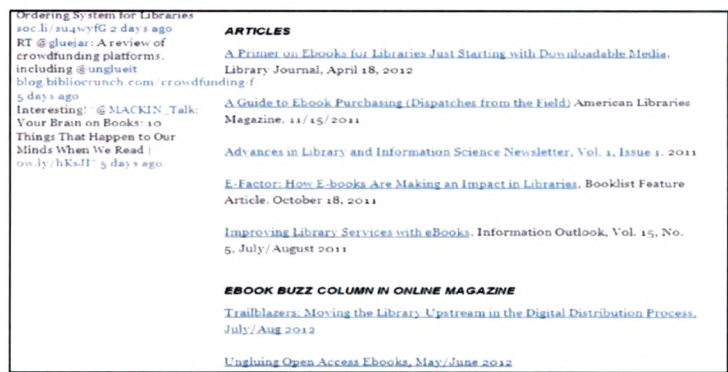 Ordering System for Libraries
soc.li/su4wyfG 2 days ago
RT @gluejar: A review of
crowdfunding platforms,
including @unglueit
blog.bibliocrunch.com/crowdfunding-f...
5 days ago
Interesting! "@MACKIN_Talk:
Your Brain on Books: 10
Things That Happen to Our
Minds When We Read |
ow.ly/hKsJI" 5 days ago
ARTICLES
A Primer on Ebooks for Libraries Just Starting with Downloadable Media,
Library Journal, April 18, 2012
A Guide to Ebook Purchasing (Dispatches from the Field) American Libraries
Magazine, 11/15/2011
Advances in Library and Information Science Newsletter, Vol. 1, Issue 1. 2011
E-Factor: How E-books Are Making an Impact in Libraries, Booklist Feature
Article. October 18, 2011
Improving Library Services with eBooks, Information Outlook, Vol. 15, No.
5, July/August 2011
EBOOK BUZZ COLUMN IN ONLINE MAGAZINE
Trailblazers: Moving the Library Upstream in the Digital Distribution Process,
July/Aug 2012
Ungluing Open Access Ebooks, May/June 2012